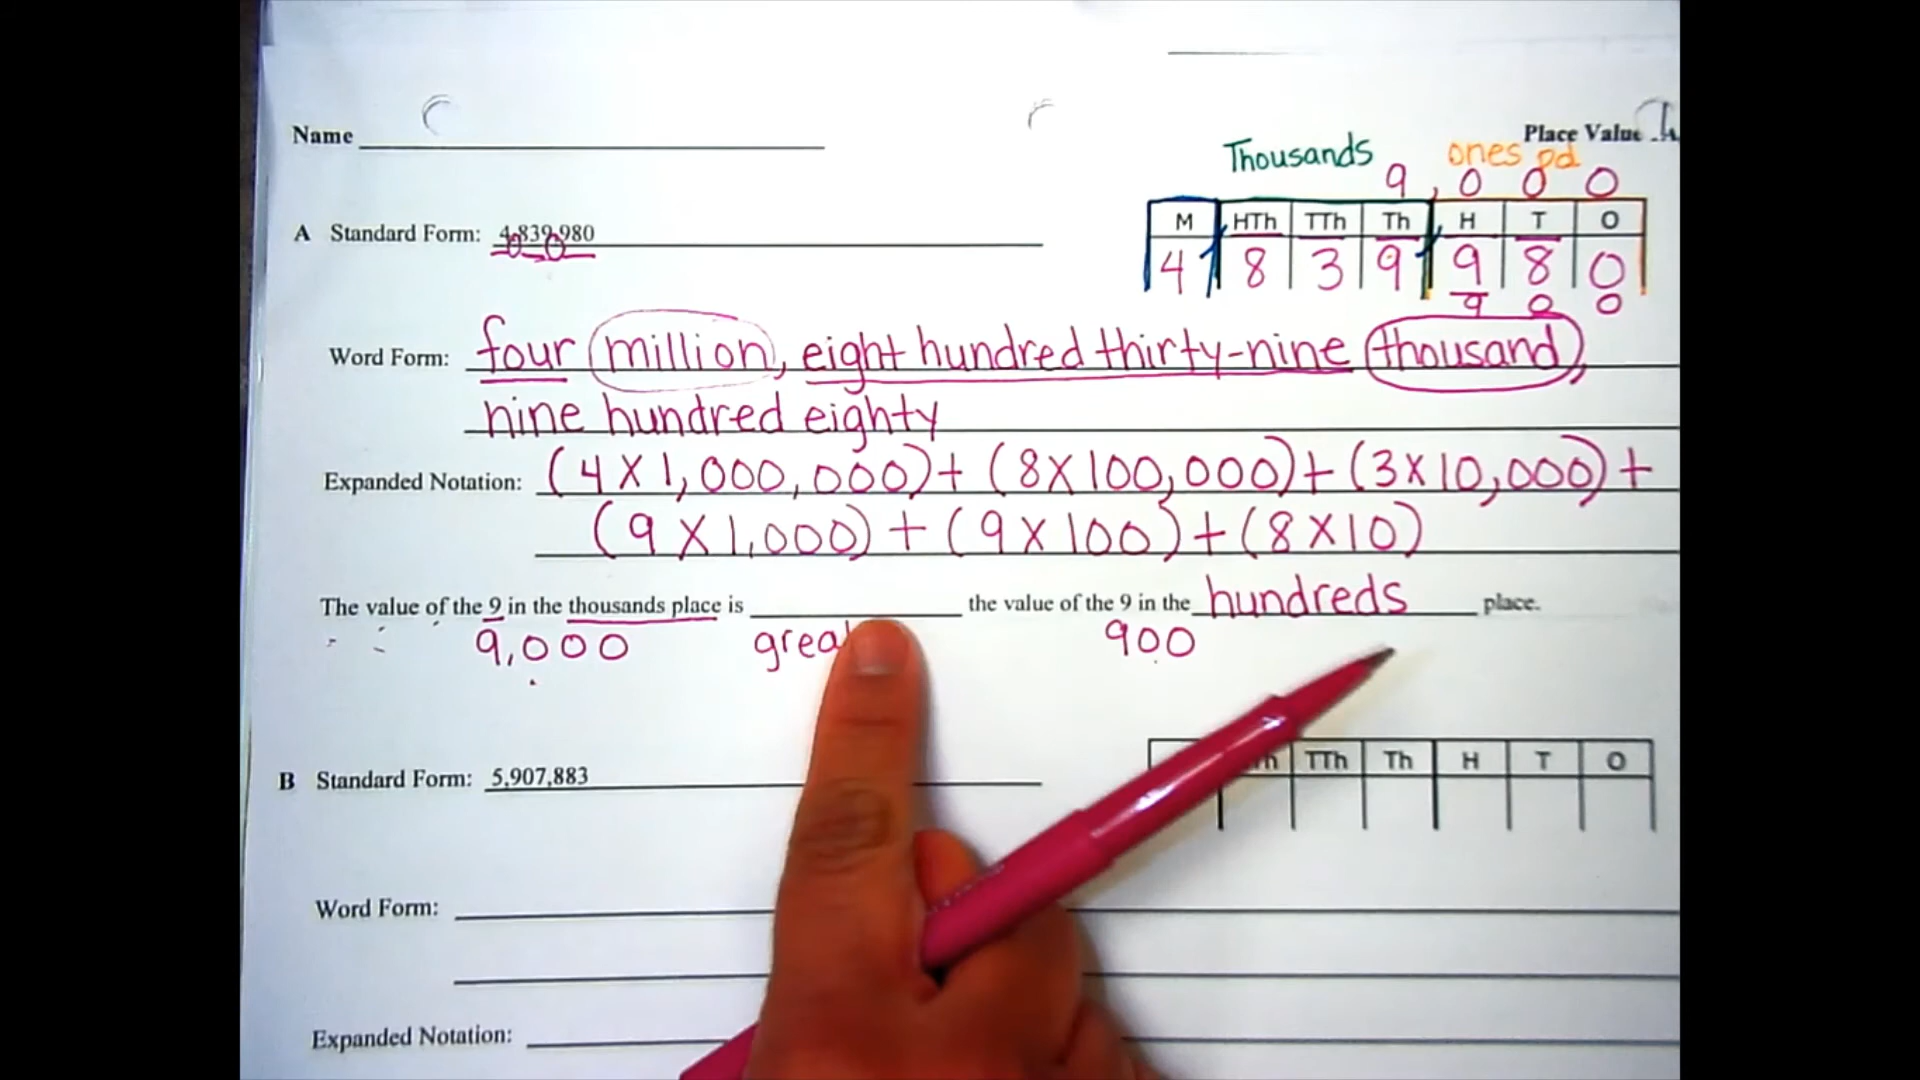 Name
Place Value
Thousands ones pd
9,000
M HTh TTh Th H T O
A Standard Form: 4,839,980
4 8 3 9 9 8 0
9 0 0
Word Form: four million, eight hundred thirty-nine thousand,
nine hundred eighty
Expanded Notation: (4 X 1,000,000) + (8 X 100,000) + (3 X 10,000) +
(9 X 1,000) + (9 X 100) + (8 X 10)
The value of the 9 in the thousands place is the value of the 9 in the hundreds place.
9,000 900
TTh Th H T O
B Standard Form: 5,907,883
Word Form:
Expanded Notation: